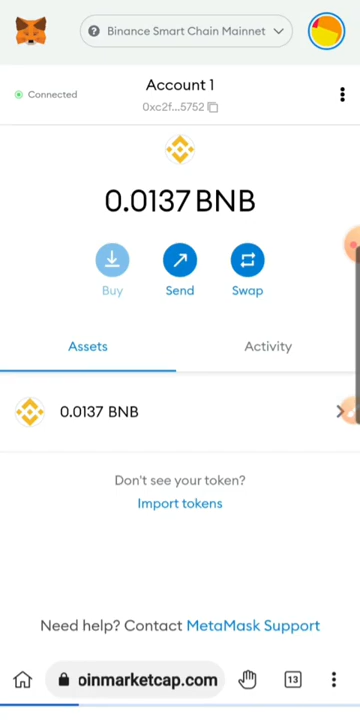 Binance Smart Chain Mainnet
Connected
Account 1
0xc2f...5752
0.0137 BNB
Buy
Send
Swap
Assets
Activity
0.0137 BNB
Don't see your token?
Import tokens
Need help? Contact MetaMask Support
oinmarketcap.com
13